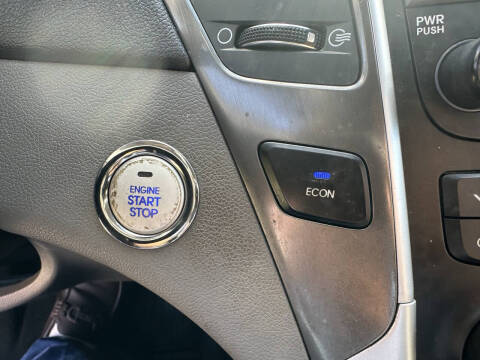 PWR
PUSH
ENGINE
START
STOP
ECON